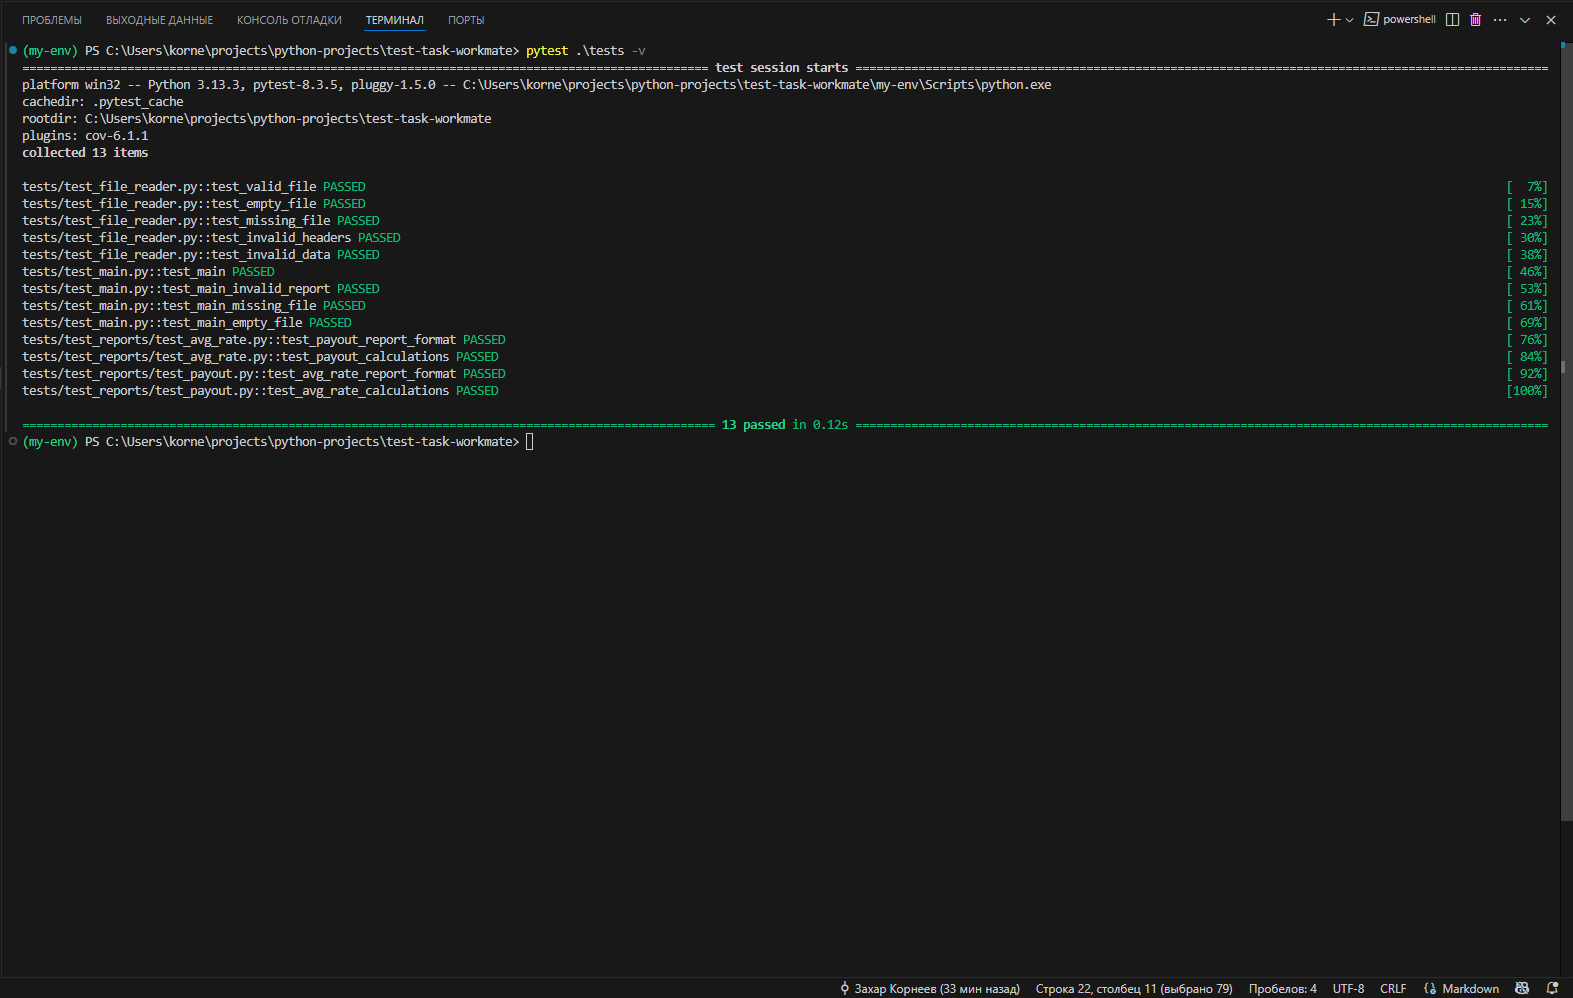 ПРОБЛЕМЫ ВЫХОДНЫЕ ДАННЫЕ КОНСОЛЬ ОТЛАДКИ ТЕРМИНАЛ ПОРТЫ powershell
(my-env) PS C:\Users\korne\projects\python-projects\test-task-workmate> pytest .\tests -v
================================================================================================== test session starts ===================================================================================================
platform win32 -- Python 3.13.3, pytest-8.3.5, pluggy-1.5.0 -- C:\Users\korne\projects\python-projects\test-task-workmate\my-env\Scripts\python.exe
cachedir: .pytest_cache
rootdir: C:\Users\korne\projects\python-projects\test-task-workmate
plugins: cov-6.1.1
collected 13 items
tests/test_file_reader.py::test_valid_file PASSED [  7%]
tests/test_file_reader.py::test_empty_file PASSED [ 15%]
tests/test_file_reader.py::test_missing_file PASSED [ 23%]
tests/test_file_reader.py::test_invalid_headers PASSED [ 30%]
tests/test_file_reader.py::test_invalid_data PASSED [ 38%]
tests/test_main.py::test_main PASSED [ 46%]
tests/test_main.py::test_main_invalid_report PASSED [ 53%]
tests/test_main.py::test_main_missing_file PASSED [ 61%]
tests/test_main.py::test_main_empty_file PASSED [ 69%]
tests/test_reports/test_avg_rate.py::test_payout_report_format PASSED [ 76%]
tests/test_reports/test_avg_rate.py::test_payout_calculations PASSED [ 84%]
tests/test_reports/test_payout.py::test_avg_rate_report_format PASSED [ 92%]
tests/test_reports/test_payout.py::test_avg_rate_calculations PASSED [100%]
=================================================================================================== 13 passed in 0.12s ===================================================================================================
(my-env) PS C:\Users\korne\projects\python-projects\test-task-workmate>
Захар Корнеев (33 мин назад) Строка 22, столбец 11 (выбрано 79) Пробелов: 4 UTF-8 CRLF Markdown